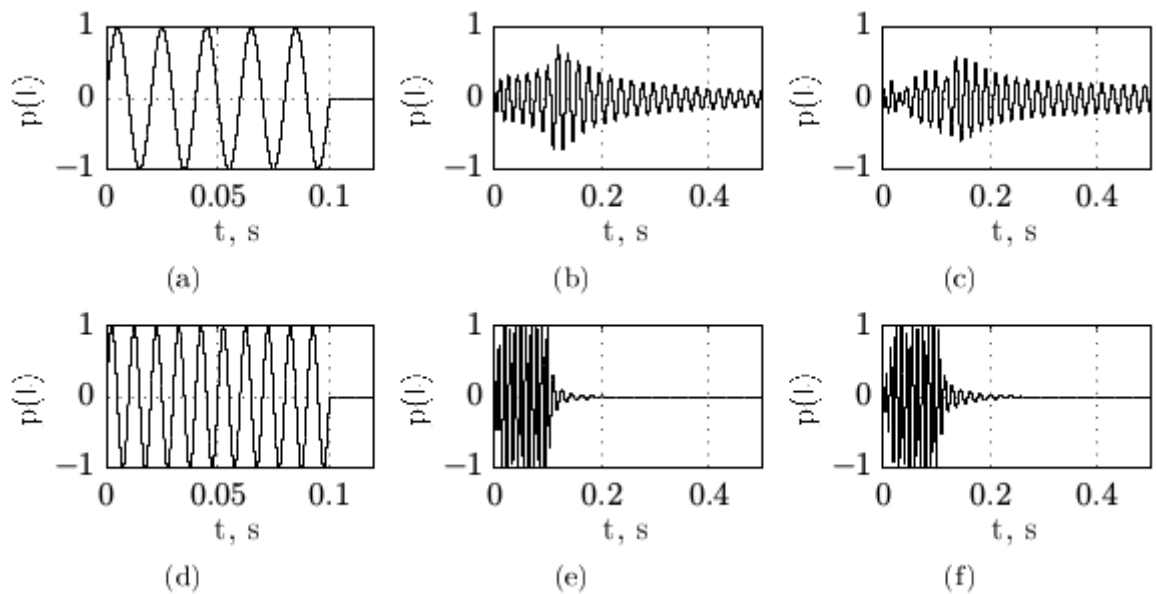 1 1 1
p(t) 0 p(t) 0 p(t) 0
−1 −1 −1
0 0.05 0.1 0 0.2 0.4 0 0.2 0.4
t, s t, s t, s
(a) (b) (c)
1 1 1
p(t) 0 p(t) 0 p(t) 0
−1 −1 −1
0 0.05 0.1 0 0.2 0.4 0 0.2 0.4
t, s t, s t, s
(d) (e) (f)